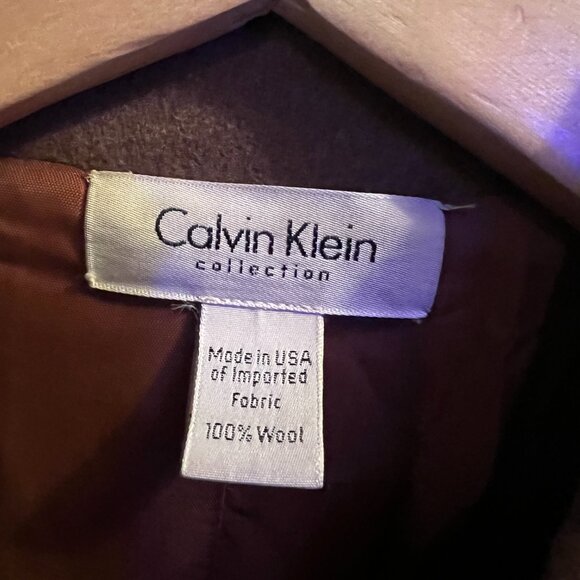 Calvin Klein
collection
Made in USA
of Imported
Fabric
100% Wool